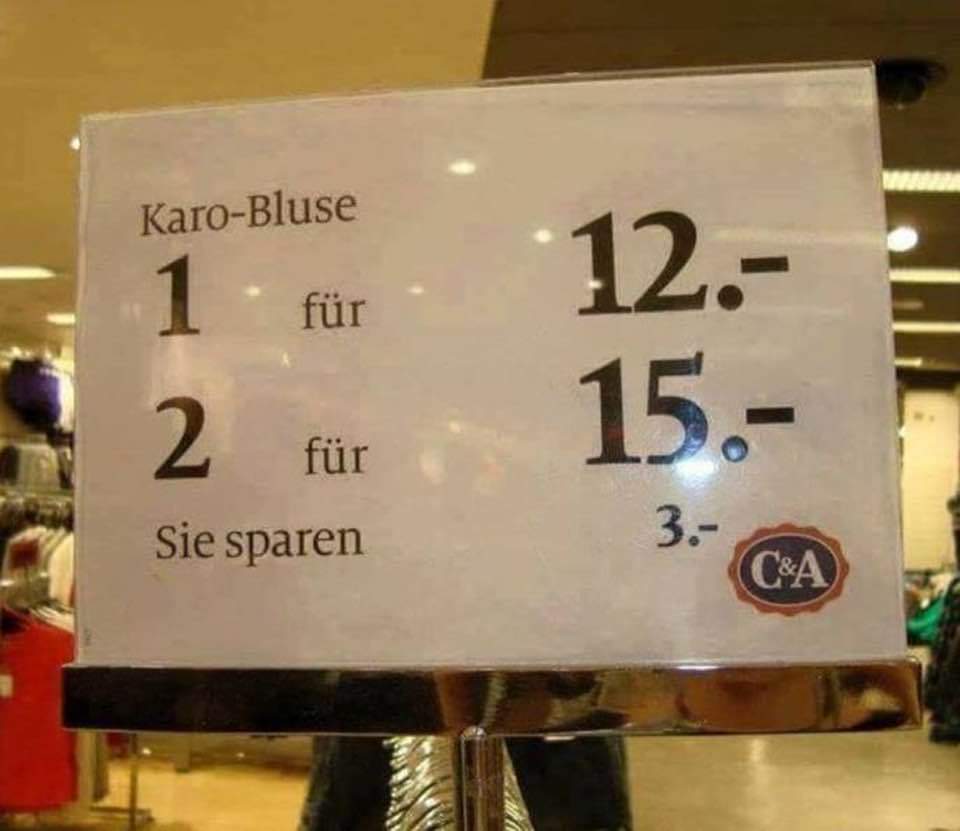 Karo-Bluse
1 für 12.-
2 für 15.-
Sie sparen 3.-
C&A